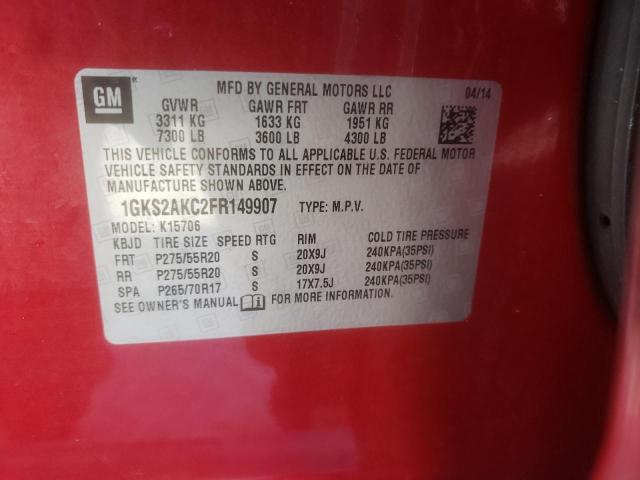 GM
MFD BY GENERAL MOTORS LLC 04/14
GVWR GAWR FRT GAWR RR
3311 KG 1633 KG 1951 KG
7300 LB 3600 LB 4300 LB
THIS VEHICLE CONFORMS TO ALL APPLICABLE U.S. FEDERAL MOTOR
VEHICLE SAFETY STANDARDS IN EFFECT ON THE DATE OF
MANUFACTURE SHOWN ABOVE.
1GKS2AKC2FR149907 TYPE: M.P.V.
MODEL: K15706
KBJD TIRE SIZE SPEED RTG RIM COLD TIRE PRESSURE
FRT P275/55R20 S 20X9J 240KPA(35PSI)
RR P275/55R20 S 20X9J 240KPA(35PSI)
SPA P265/70R17 S 17X7.5J 240KPA(35PSI)
SEE OWNER'S MANUAL i FOR MORE INFORMATION.